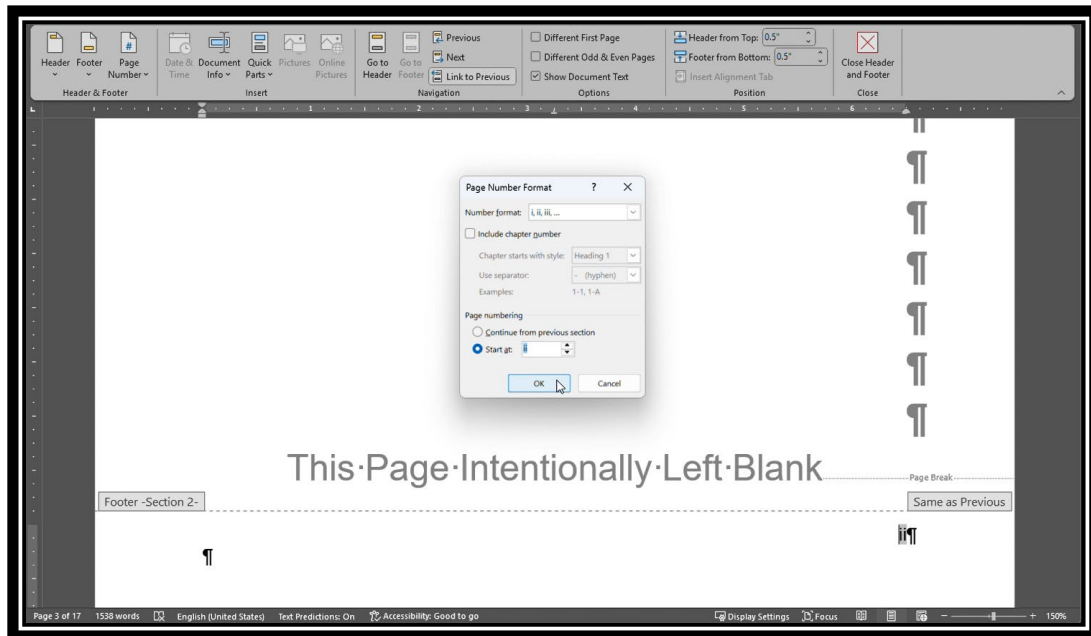 Header Footer Page Number
Date & Time Document Info Quick Parts Pictures Online Pictures
Go to Header Go to Footer
Previous
Next
Link to Previous
Different First Page
Different Odd & Even Pages
Show Document Text
Header from Top: 0.5"
Footer from Bottom: 0.5"
Insert Alignment Tab
Close Header and Footer
Header & Footer Insert Navigation Options Position Close
1 2 3 4 5 6
Page Number Format ? X
Number format: i, ii, iii, ...
Include chapter number
Chapter starts with style: Heading 1
Use separator: - (hyphen)
Examples: 1-1, 1-A
Page numbering
Continue from previous section
Start at: ii
OK Cancel
¶
¶
¶
¶
¶
¶
¶
This·Page·Intentionally·Left·Blank Page Break
Footer -Section 2- Same as Previous
ii¶
¶
Page 3 of 17 1538 words English (United States) Text Predictions: On Accessibility: Good to go Display Settings Focus 150%